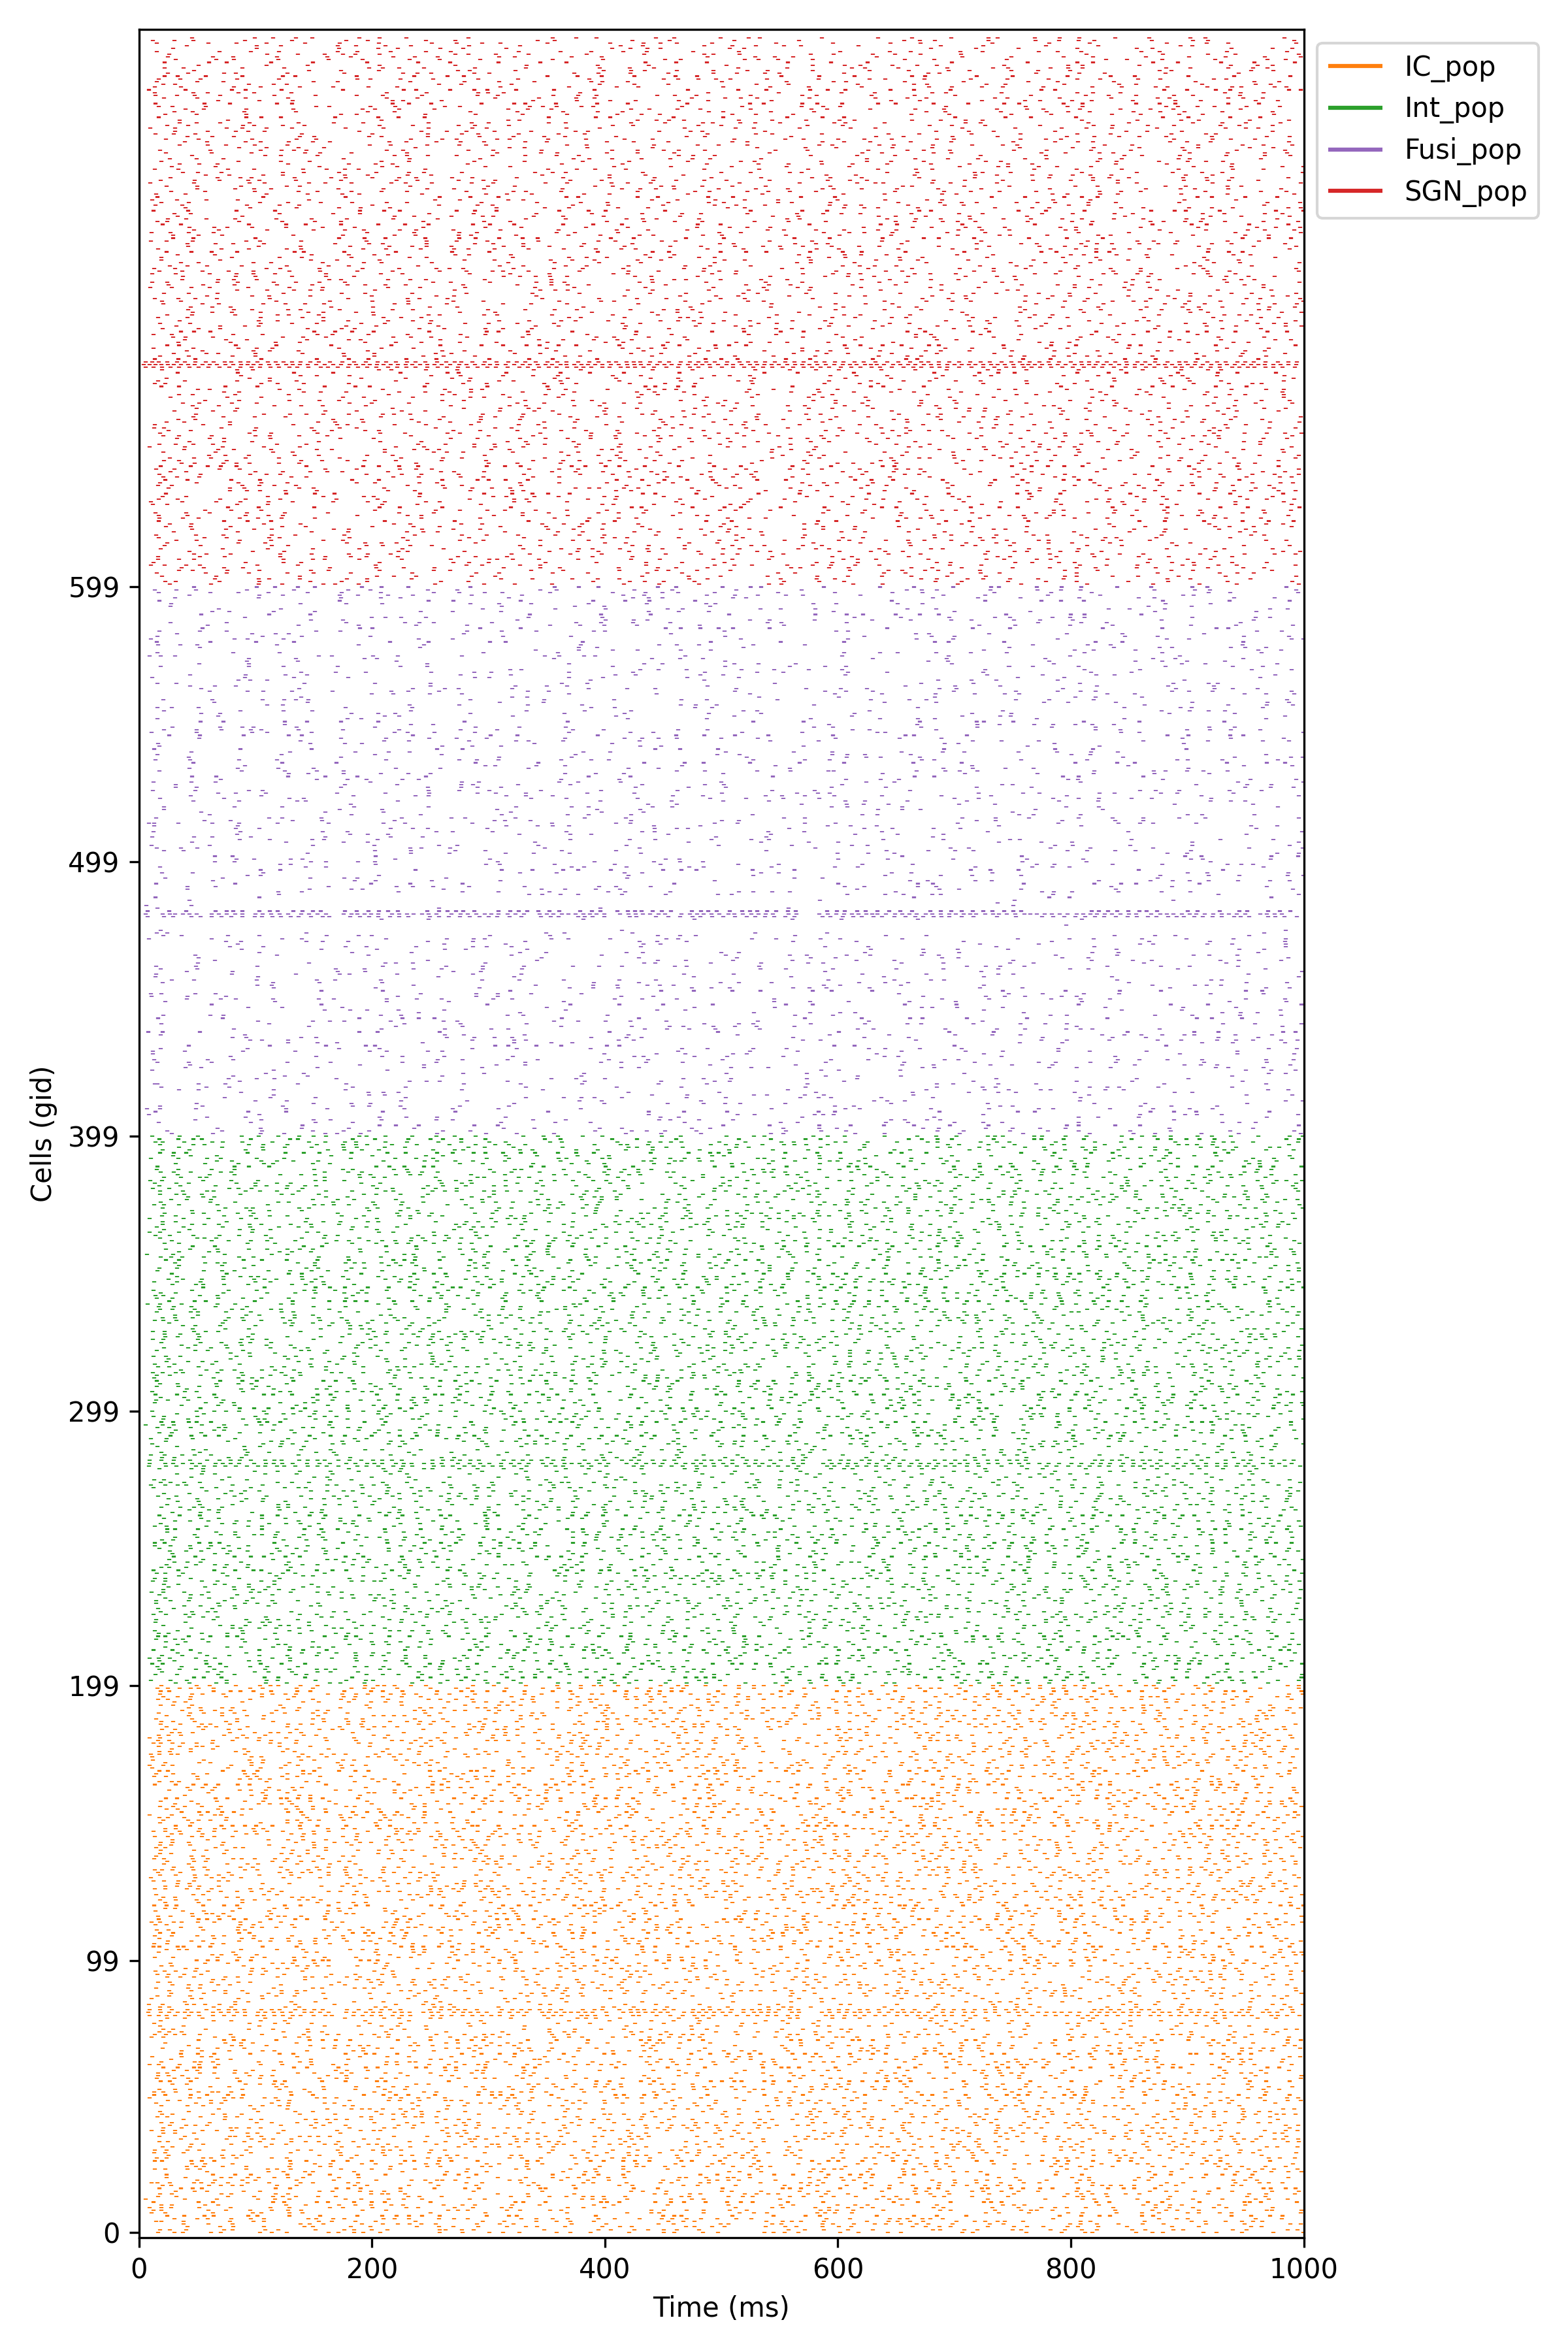 IC_pop
Int_pop
Fusi_pop
SGN_pop
599
499
399
299
199
99
0
Cells (gid)
0 200 400 600 800 1000
Time (ms)